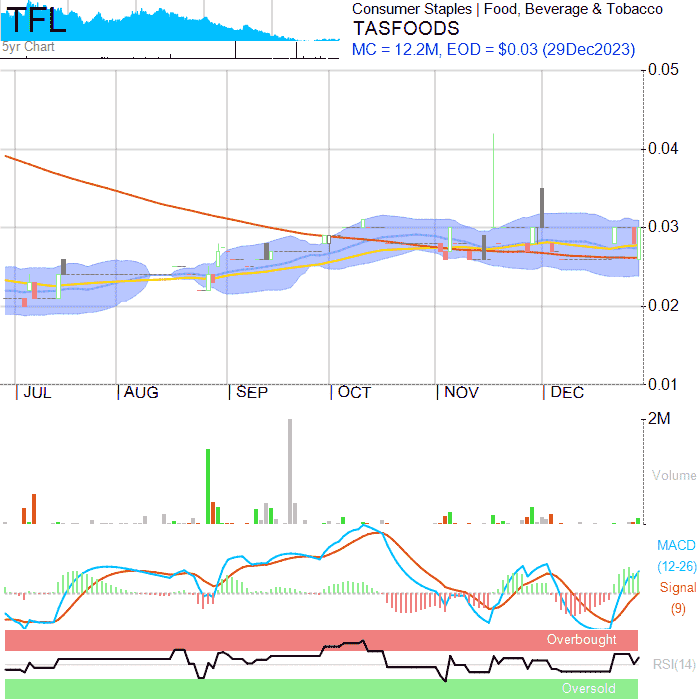 TFL
Consumer Staples | Food, Beverage & Tobacco
TASFOODS
MC = 12.2M, EOD = $0.03 (29Dec2023)
5yr Chart
0.05
0.04
0.03
0.02
0.01
JUL AUG SEP OCT NOV DEC
2M
Volume
MACD
(12-26)
Signal
(9)
Overbought
RSI(14)
Oversold